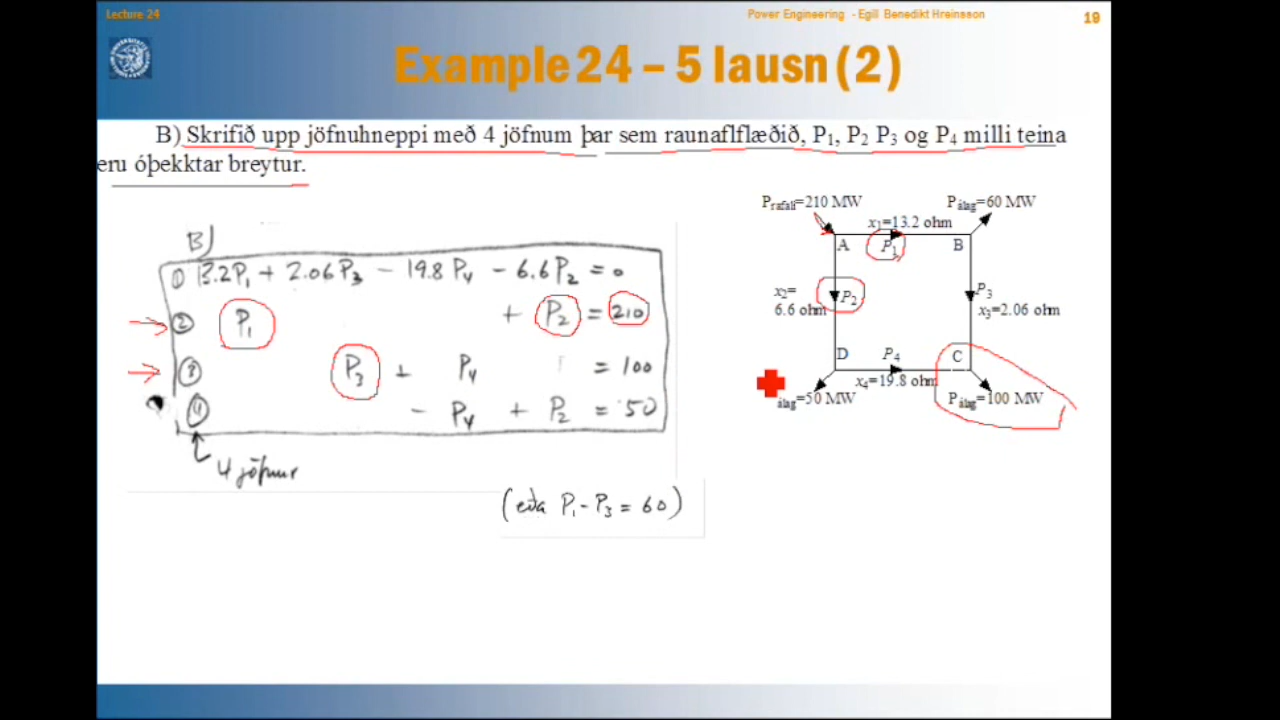 Lecture 24
Power Engineering - Egill Benedikt Hreinsson
19
Example 24 – 5 lausn (2)
B) Skrifið upp jöfnuhneppi með 4 jöfnum þar sem raunaflflæðið, P1, P2 P3 og P4 milli teina
eru óþekktar breytur.
B)
① 13.2P1 + 2.06P3 - 19.8P4 - 6.6P2 = 0
② P1 + P2 = 210
③ P3 + P4 = 100
④ - P4 + P2 = 50
4 jöfnur
(eða P1 - P3 = 60)
Prafall=210 MW
Pálag=60 MW
x1=13.2 ohm
A
P1
B
x2=
6.6 ohm
P2
P3
x3=2.06 ohm
D
P4
C
x4=19.8 ohm
álag=50 MW
Pálag=100 MW